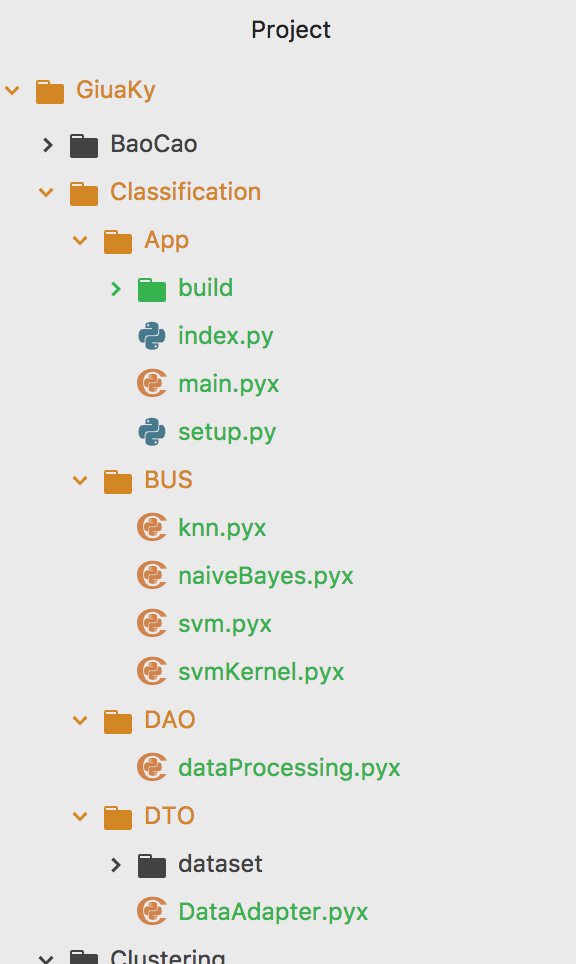 Project
GiuaKy
BaoCao
Classification
App
build
index.py
main.pyx
setup.py
BUS
knn.pyx
naiveBayes.pyx
svm.pyx
svmKernel.pyx
DAO
dataProcessing.pyx
DTO
dataset
DataAdapter.pyx
Clustering